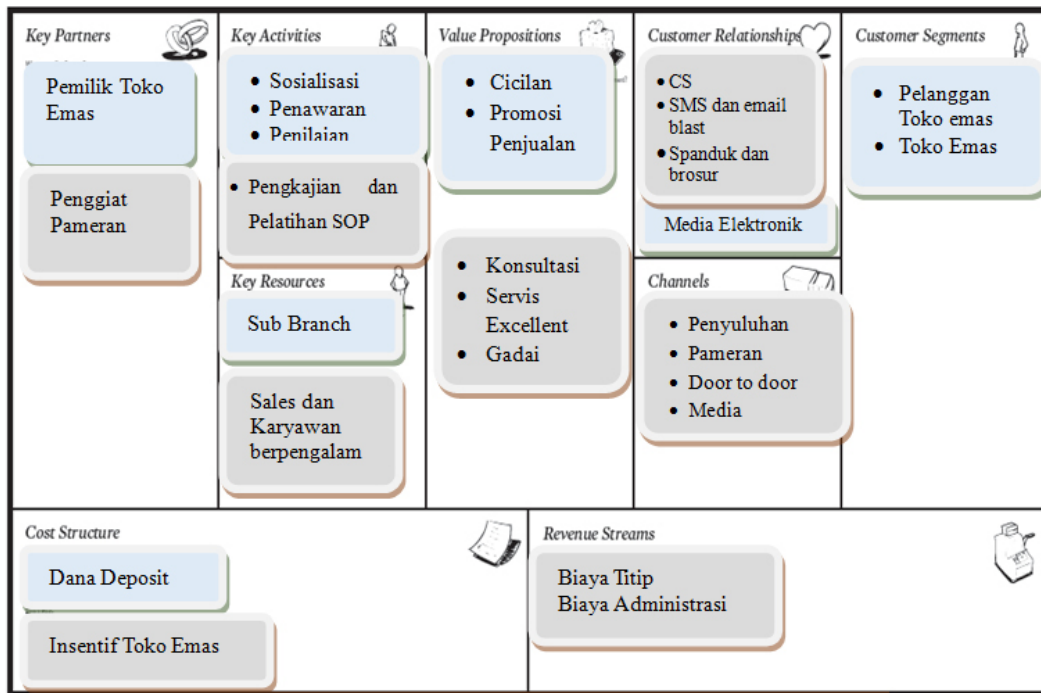 Key Partners
Pemilik Toko
Emas
Penggiat
Pameran
Key Activities
• Sosialisasi
• Penawaran
• Penilaian
• Pengkajian dan
Pelatihan SOP
Key Resources
Sub Branch
Sales dan
Karyawan
berpengalam
Value Propositions
• Cicilan
• Promosi
Penjualan
• Konsultasi
• Servis
Excellent
• Gadai
Customer Relationships
• CS
• SMS dan email
blast
• Spanduk dan
brosur
Media Elektronik
Channels
• Penyuluhan
• Pameran
• Door to door
• Media
Customer Segments
• Pelanggan
Toko emas
• Toko Emas
Cost Structure
Dana Deposit
Insentif Toko Emas
Revenue Streams
Biaya Titip
Biaya Administrasi